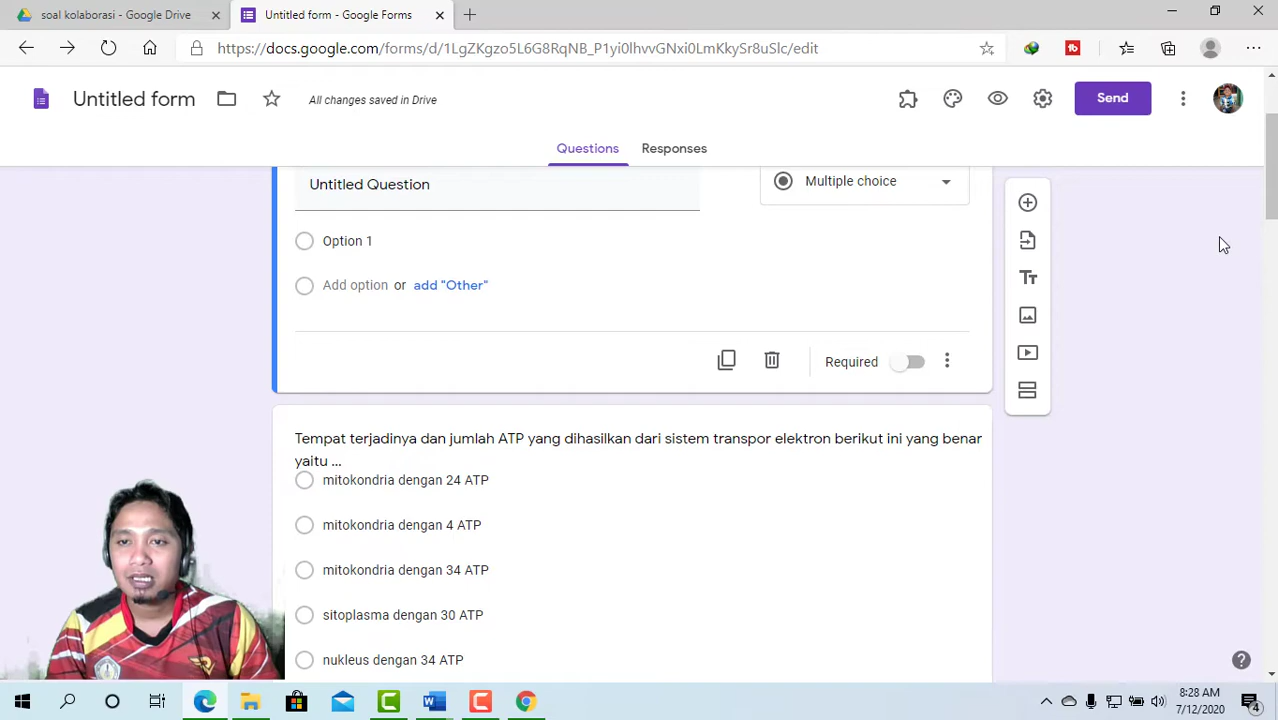 soal kolaborasi - Google Drive
Untitled form - Google Forms
https://docs.google.com/forms/d/1LgZKgzo5L6G8RqNB_P1yi0lhvvGNxi0LmKkySr8uSlc/edit
Untitled form
All changes saved in Drive
Send
Questions
Responses
Untitled Question
Multiple choice
Option 1
Add option or add "Other"
Required
Tempat terjadinya dan jumlah ATP yang dihasilkan dari sistem transpor elektron berikut ini yang benar
yaitu ...
mitokondria dengan 24 ATP
mitokondria dengan 4 ATP
mitokondria dengan 34 ATP
sitoplasma dengan 30 ATP
nukleus dengan 34 ATP
8:28 AM
7/12/2020
4